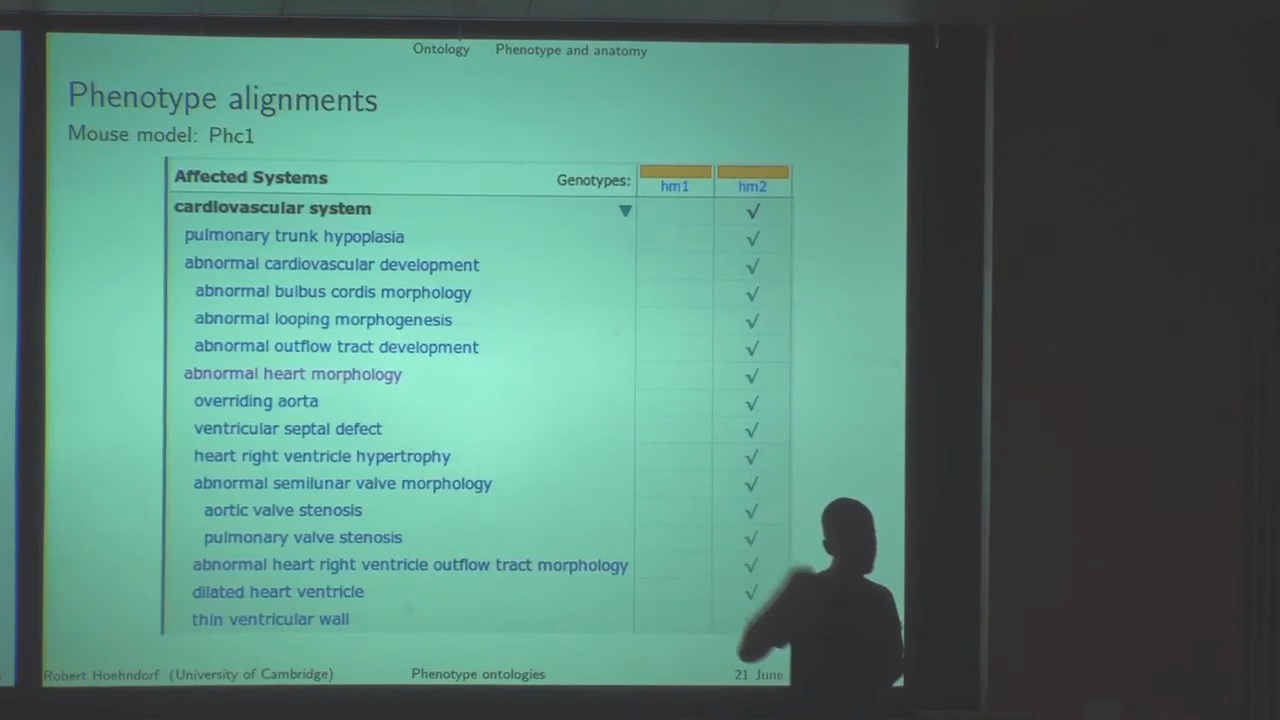 Ontology Phenotype and anatomy
Phenotype alignments
Mouse model: Phc1
Affected Systems Genotypes: hm1 hm2
cardiovascular system ▼ √
pulmonary trunk hypoplasia √
abnormal cardiovascular development √
abnormal bulbus cordis morphology √
abnormal looping morphogenesis √
abnormal outflow tract development √
abnormal heart morphology √
overriding aorta √
ventricular septal defect √
heart right ventricle hypertrophy √
abnormal semilunar valve morphology √
aortic valve stenosis √
pulmonary valve stenosis √
abnormal heart right ventricle outflow tract morphology √
dilated heart ventricle √
thin ventricular wall
Robert Hoehndorf (University of Cambridge) Phenotype ontologies 21 June